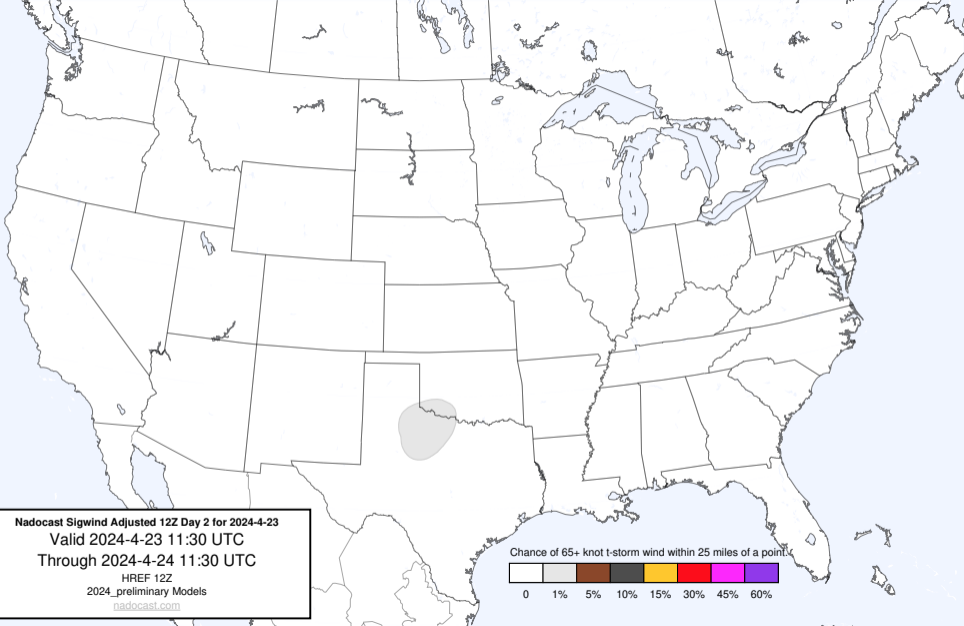 Nadocast Sigwind Adjusted 12Z Day 2 for 2024-4-23
Valid 2024-4-23 11:30 UTC
Through 2024-4-24 11:30 UTC
HREF 12Z
2024_preliminary Models
nadocast.com
Chance of 65+ knot t-storm wind within 25 miles of a point.
0 1% 5% 10% 15% 30% 45% 60%